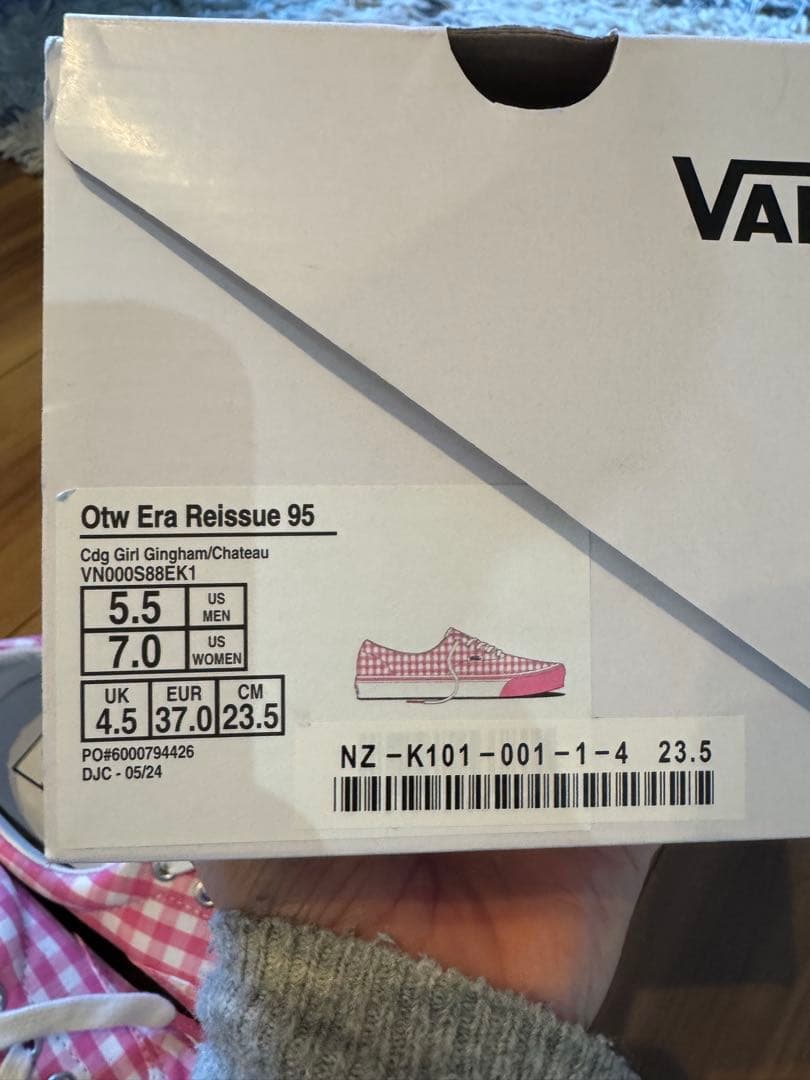 VA
Otw Era Reissue 95
Cdg Girl Gingham/Chateau
VN000S88EK1
5.5 US MEN
7.0 US WOMEN
UK EUR CM
4.5 37.0 23.5
PO#6000794426
DJC - 05/24
NZ -K101-001-1-4 23.5